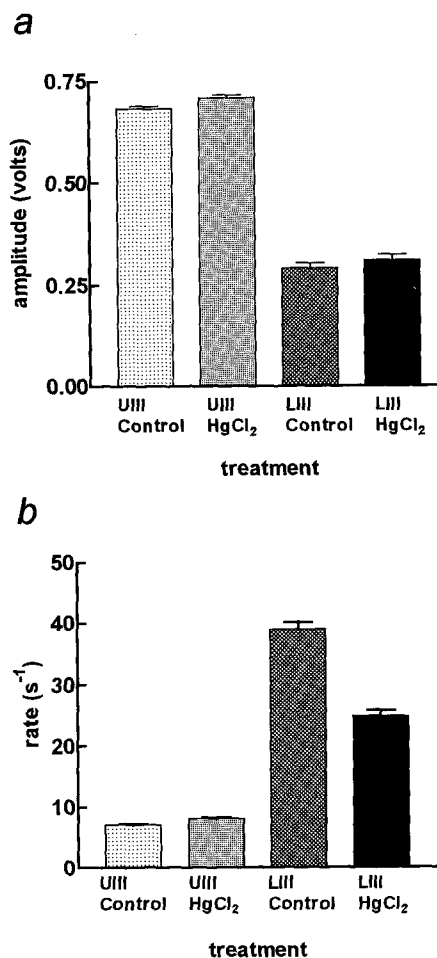 a
amplitude (volts)
0.75
0.50
0.25
0.00
UIII Control
UIII HgCl₂
LIII Control
LIII HgCl₂
treatment
b
rate (s⁻¹)
50
40
30
20
10
0
UIII Control
UIII HgCl₂
LIII Control
LIII HgCl₂
treatment